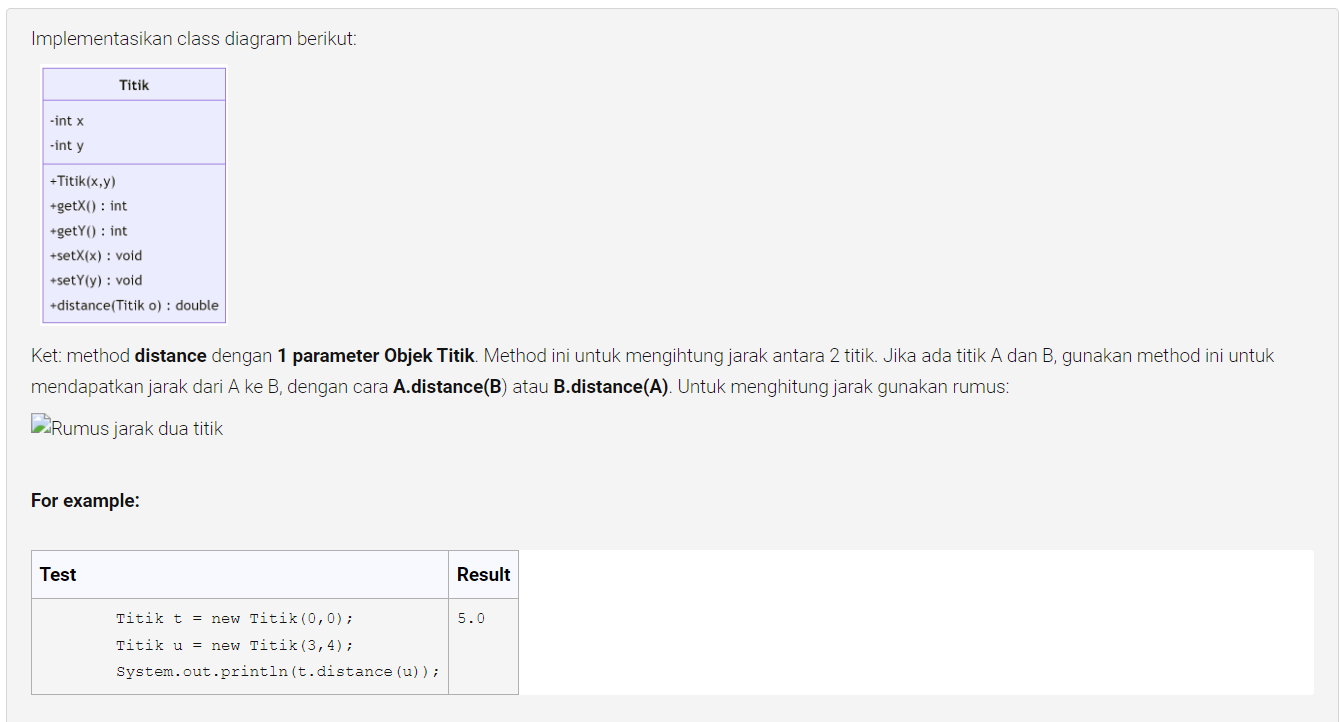 Implementasikan class diagram berikut:
Titik
-int x
-int y
+Titik(x,y)
+getX() : int
+getY() : int
+setX(x) : void
+setY(y) : void
+distance(Titik o) : double
Ket: method distance dengan 1 parameter Objek Titik. Method ini untuk mengihtung jarak antara 2 titik. Jika ada titik A dan B, gunakan method ini untuk
mendapatkan jarak dari A ke B, dengan cara A.distance(B) atau B.distance(A). Untuk menghitung jarak gunakan rumus:
Rumus jarak dua titik
For example:
Test Result
Titik t = new Titik(0,0); 5.0
Titik u = new Titik(3,4);
System.out.println(t.distance(u));